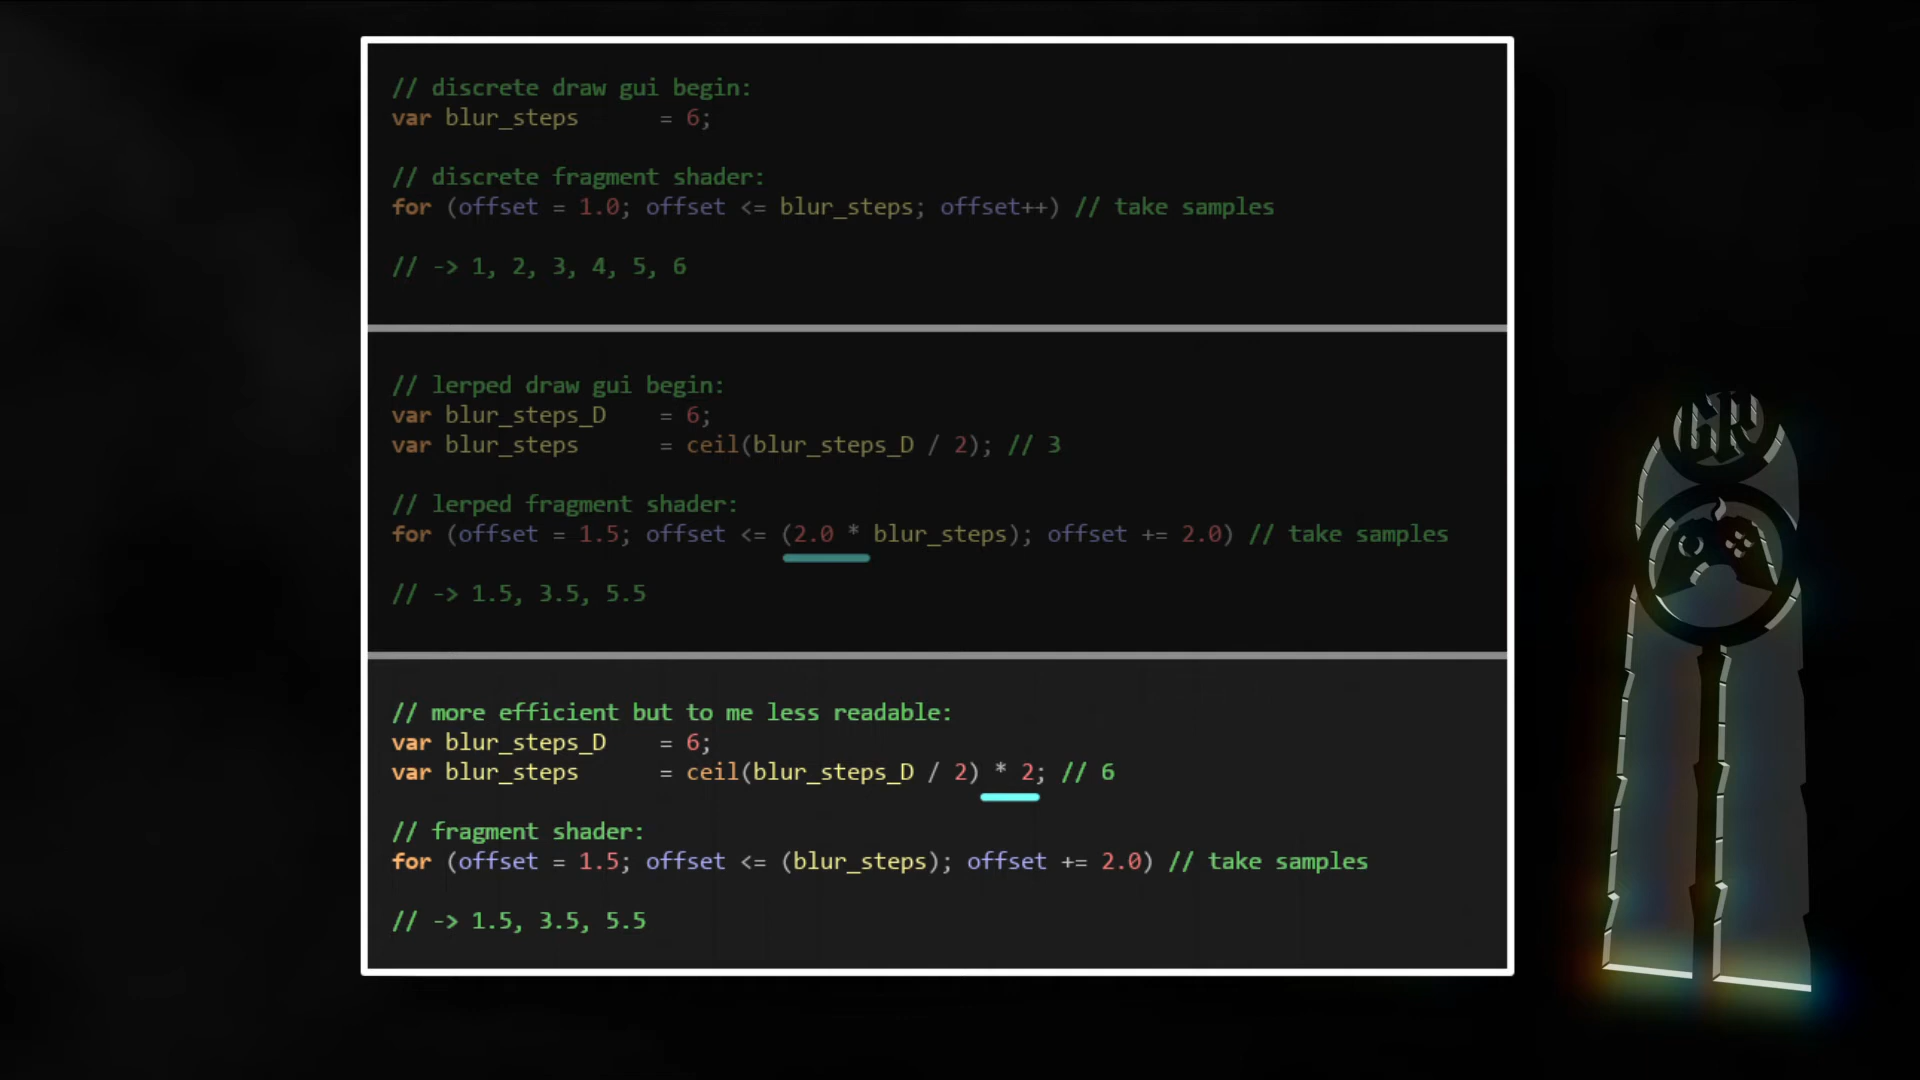 // discrete draw gui begin:
var blur_steps = 6;
// discrete fragment shader:
for (offset = 1.0; offset <= blur_steps; offset++) // take samples
// -> 1, 2, 3, 4, 5, 6
// lerped draw gui begin:
var blur_steps_D = 6;
var blur_steps = ceil(blur_steps_D / 2); // 3
// lerped fragment shader:
for (offset = 1.5; offset <= (2.0 * blur_steps); offset += 2.0) // take samples
// -> 1.5, 3.5, 5.5
// more efficient but to me less readable:
var blur_steps_D = 6;
var blur_steps = ceil(blur_steps_D / 2) * 2; // 6
// fragment shader:
for (offset = 1.5; offset <= (blur_steps); offset += 2.0) // take samples
// -> 1.5, 3.5, 5.5